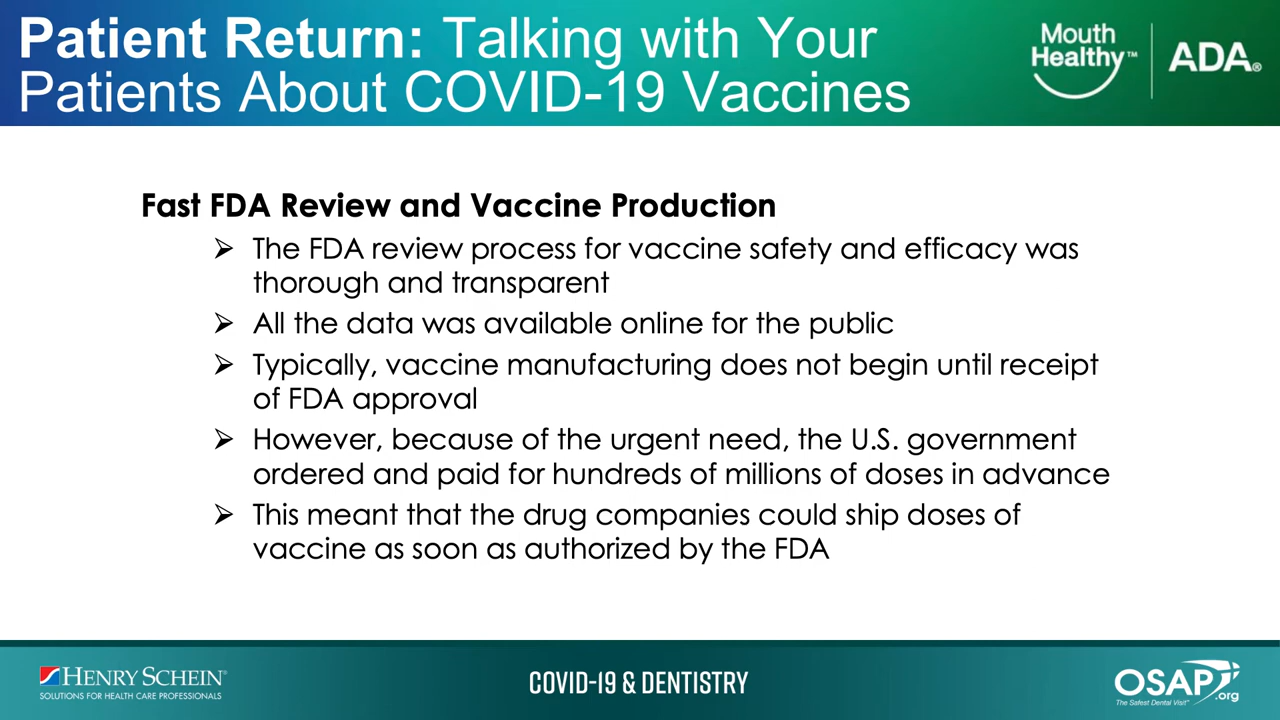 Patient Return: Talking with Your
Patients About COVID-19 Vaccines
Mouth
Healthy™
ADA®
Fast FDA Review and Vaccine Production
➢ The FDA review process for vaccine safety and efficacy was
thorough and transparent
➢ All the data was available online for the public
➢ Typically, vaccine manufacturing does not begin until receipt
of FDA approval
➢ However, because of the urgent need, the U.S. government
ordered and paid for hundreds of millions of doses in advance
➢ This meant that the drug companies could ship doses of
vaccine as soon as authorized by the FDA
HENRY SCHEIN®
SOLUTIONS FOR HEALTH CARE PROFESSIONALS
COVID-19 & DENTISTRY
OSAP.org
The Safest Dental Visit™